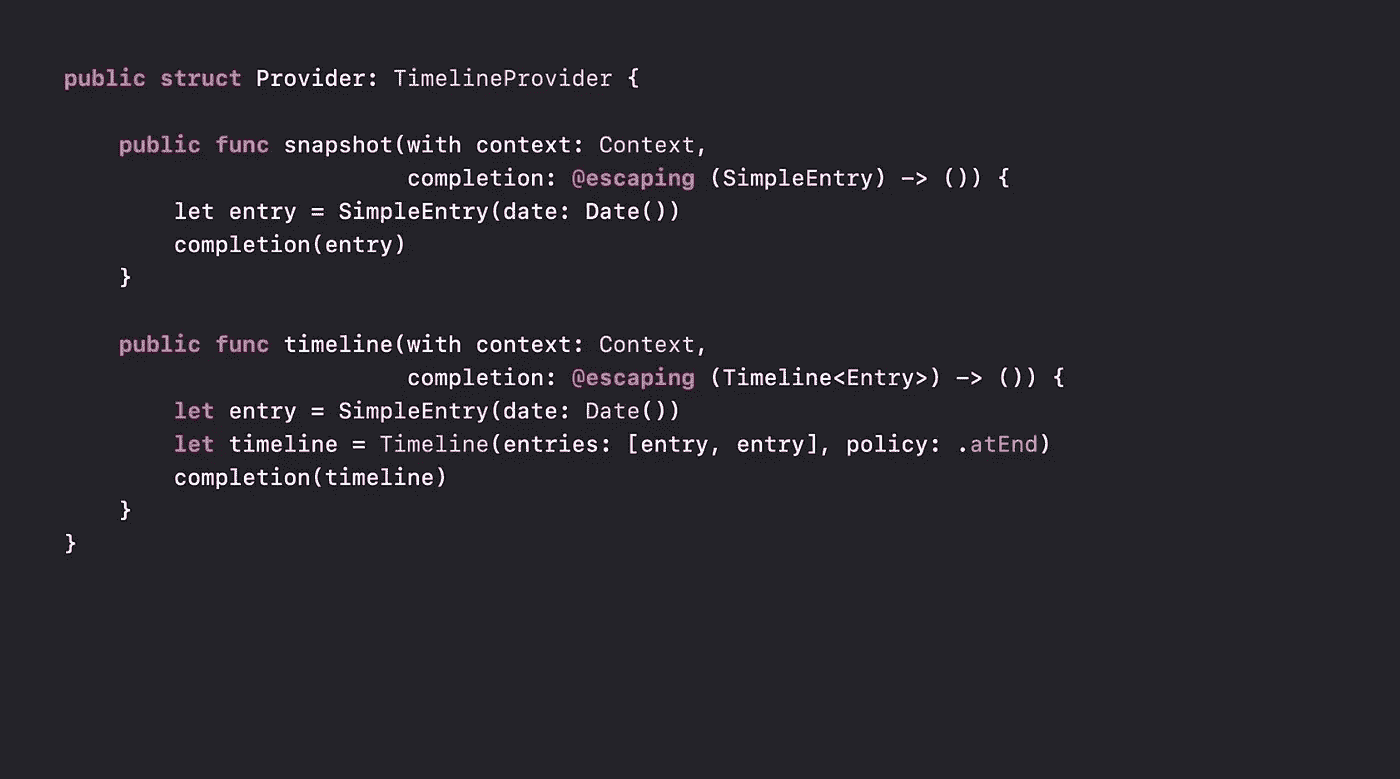 public struct Provider: TimelineProvider {
public func snapshot(with context: Context,
completion: @escaping (SimpleEntry) -> ()) {
let entry = SimpleEntry(date: Date())
completion(entry)
}
public func timeline(with context: Context,
completion: @escaping (Timeline<Entry>) -> ()) {
let entry = SimpleEntry(date: Date())
let timeline = Timeline(entries: [entry, entry], policy: .atEnd)
completion(timeline)
}
}